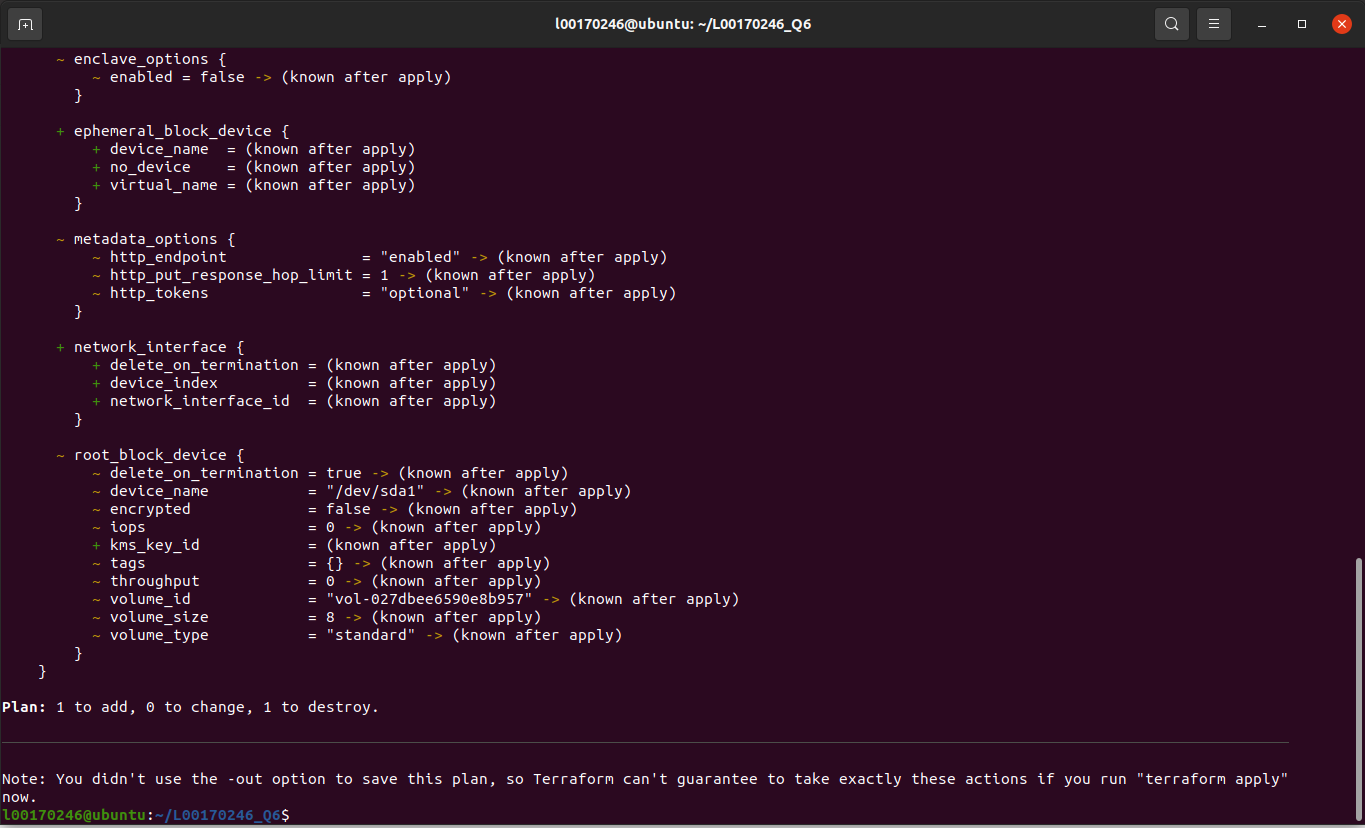 l00170246@ubuntu: ~/L00170246_Q6
      ~ enclave_options {
          ~ enabled = false -> (known after apply)
        }

      + ephemeral_block_device {
          + device_name  = (known after apply)
          + no_device    = (known after apply)
          + virtual_name = (known after apply)
        }

      ~ metadata_options {
          ~ http_endpoint               = "enabled" -> (known after apply)
          ~ http_put_response_hop_limit = 1 -> (known after apply)
          ~ http_tokens                 = "optional" -> (known after apply)
        }

      + network_interface {
          + delete_on_termination = (known after apply)
          + device_index          = (known after apply)
          + network_interface_id  = (known after apply)
        }

      ~ root_block_device {
          ~ delete_on_termination = true -> (known after apply)
          ~ device_name           = "/dev/sda1" -> (known after apply)
          ~ encrypted             = false -> (known after apply)
          ~ iops                  = 0 -> (known after apply)
          + kms_key_id            = (known after apply)
          ~ tags                  = {} -> (known after apply)
          ~ throughput            = 0 -> (known after apply)
          ~ volume_id             = "vol-027dbee6590e8b957" -> (known after apply)
          ~ volume_size           = 8 -> (known after apply)
          ~ volume_type           = "standard" -> (known after apply)
        }
    }

Plan: 1 to add, 0 to change, 1 to destroy.

Note: You didn't use the -out option to save this plan, so Terraform can't guarantee to take exactly these actions if you run "terraform apply"
now.
l00170246@ubuntu:~/L00170246_Q6$